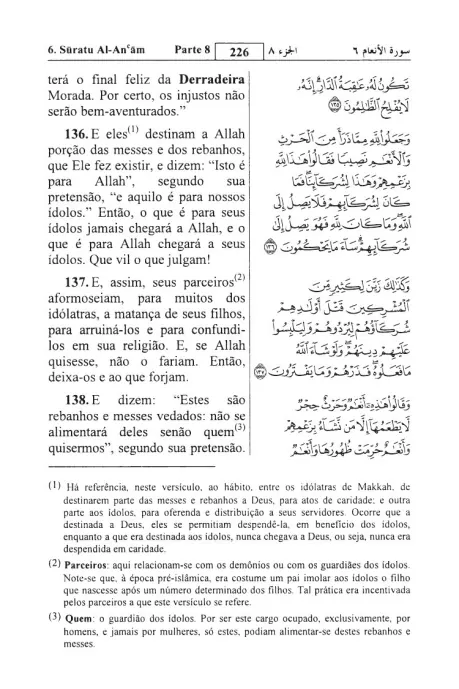 6. Sūratu Al-Anᶜām Parte 8 226 الجزء ٨ سورة الأنعام ٦
terá o final feliz da Derradeira
Morada. Por certo, os injustos não
serão bem-aventurados.”
136. E eles(1) destinam a Allah
porção das messes e dos rebanhos,
que Ele fez existir, e dizem: “Isto é
para Allah”, segundo sua
pretensão, “e aquilo é para nossos
ídolos.” Então, o que é para seus
ídolos jamais chegará a Allah, e o
que é para Allah chegará a seus
ídolos. Que vil o que julgam!
137. E, assim, seus parceiros(2)
aformoseiam, para muitos dos
idólatras, a matança de seus filhos,
para arruiná-los e para confundi-
los em sua religião. E, se Allah
quisesse, não o fariam. Então,
deixa-os e ao que forjam.
138. E dizem: “Estes são
rebanhos e messes vedados: não se
alimentará deles senão quem(3)
quisermos”, segundo sua pretensão.
تَكُونُ لَهُۥ عَٰقِبَةُ ٱلدَّارِ إِنَّهُۥ
لَا يُفْلِحُ ٱلظَّٰلِمُونَ ١٣٥
وَجَعَلُوا۟ لِلَّهِ مِمَّا ذَرَأَ مِنَ ٱلْحَرْثِ
وَٱلْأَنْعَٰمِ نَصِيبًا فَقَالُوا۟ هَٰذَا لِلَّهِ
بِزَعْمِهِمْ وَهَٰذَا لِشُرَكَآئِنَا فَمَا
كَانَ لِشُرَكَآئِهِمْ فَلَا يَصِلُ إِلَى
ٱللَّهِ وَمَا كَانَ لِلَّهِ فَهُوَ يَصِلُ إِلَىٰ
شُرَكَآئِهِمْ سَآءَ مَا يَحْكُمُونَ ١٣٦
وَكَذَٰلِكَ زَيَّنَ لِكَثِيرٍ مِّنَ
ٱلْمُشْرِكِينَ قَتْلَ أَوْلَٰدِهِمْ
شُرَكَآؤُهُمْ لِيُرْدُوهُمْ وَلِيَلْبِسُوا۟
عَلَيْهِمْ دِينَهُمْ وَلَوْ شَآءَ ٱللَّهُ
مَا فَعَلُوهُ فَذَرْهُمْ وَمَا يَفْتَرُونَ ١٣٧
وَقَالُوا۟ هَٰذِهِۦٓ أَنْعَٰمٌ وَحَرْثٌ حِجْرٌ
لَّا يَطْعَمُهَآ إِلَّا مَن نَّشَآءُ بِزَعْمِهِمْ
وَأَنْعَٰمٌ حُرِّمَتْ ظُهُورُهَا وَأَنْعَٰمٌ
(1) Há referência, neste versículo, ao hábito, entre os idólatras de Makkah, de
destinarem parte das messes e rebanhos a Deus, para atos de caridade; e outra
parte aos ídolos, para oferenda e distribuição a seus servidores. Ocorre que a
destinada a Deus, eles se permitiam despendê-la, em benefício dos ídolos,
enquanto a que era destinada aos ídolos, nunca chegava a Deus, ou seja, nunca era
despendida em caridade.
(2) Parceiros: aqui relacionam-se com os demônios ou com os guardiães dos ídolos.
Note-se que, à época pré-islâmica, era costume um pai imolar aos ídolos o filho
que nascesse após um número determinado dos filhos. Tal prática era incentivada
pelos parceiros a que este versículo se refere.
(3) Quem: o guardião dos ídolos. Por ser este cargo ocupado, exclusivamente, por
homens, e jamais por mulheres, só estes, podiam alimentar-se destes rebanhos e
messes.